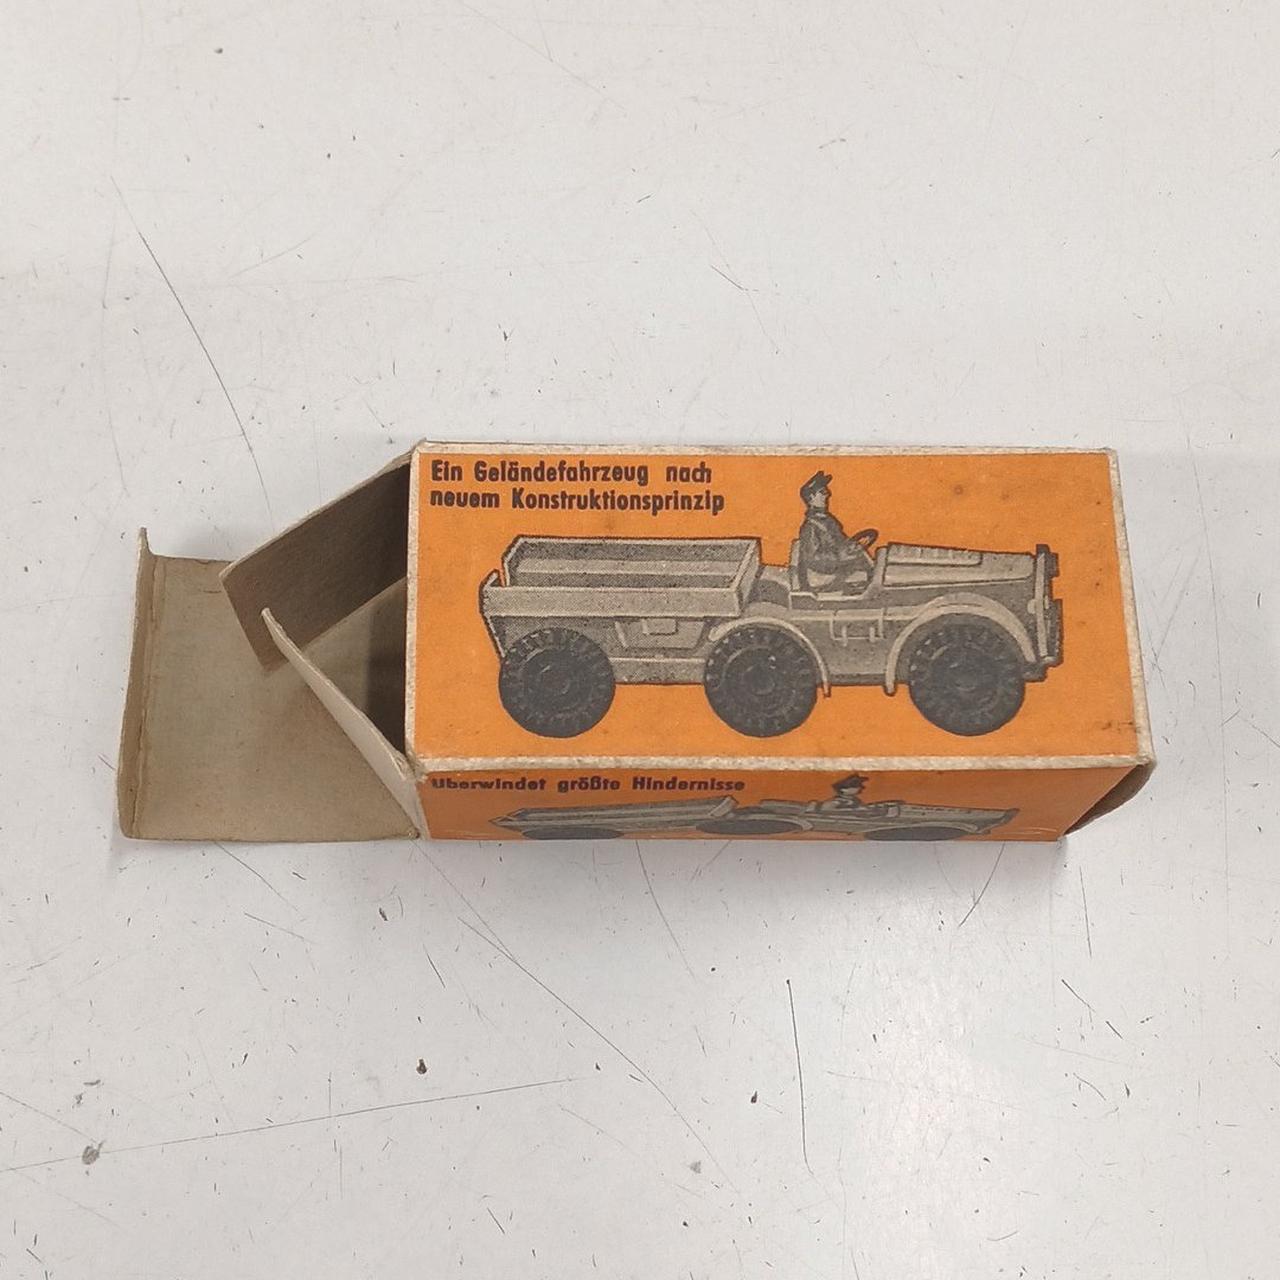 Ein Geländefahrzeug nach
neuem Konstruktionsprinzip
Überwindet größte Hindernisse